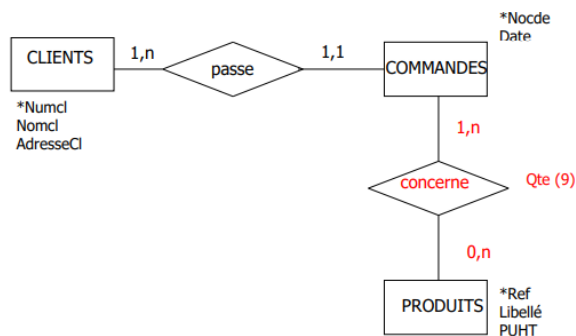 *Nocde
Date
CLIENTS
1,n
passe
1,1
COMMANDES
*Numcl
Nomcl
AdresseCl
1,n
concerne
Qte (9)
0,n
PRODUITS
*Ref
Libellé
PUHT